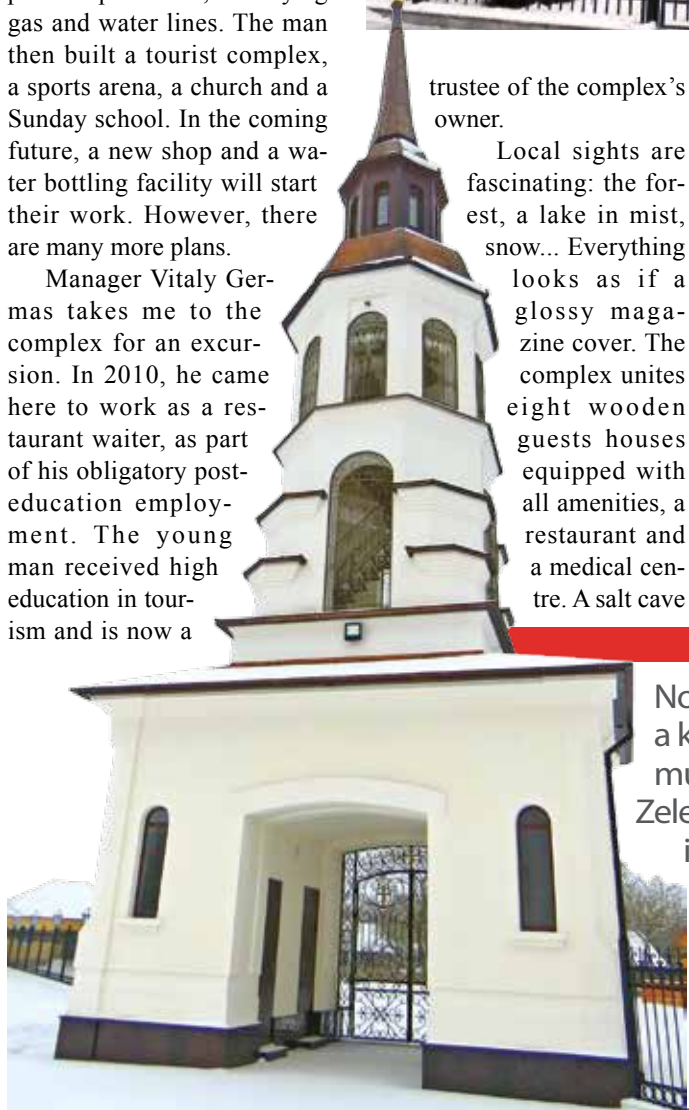 gas and water lines. The man
then built a tourist complex,
a sports arena, a church and a
Sunday school. In the coming
future, a new shop and a wa-
ter bottling facility will start
their work. However, there
are many more plans.
Manager Vitaly Ger-
mas takes me to the
complex for an excur-
sion. In 2010, he came
here to work as a res-
taurant waiter, as part
of his obligatory post-
education employ-
ment. The young
man received high
education in tour-
ism and is now a
trustee of the complex’s
owner.
Local sights are
fascinating: the for-
est, a lake in mist,
snow... Everything
looks as if a
glossy maga-
zine cover. The
complex unites
eight wooden
guests houses
equipped with
all amenities, a
restaurant and
a medical cen-
tre. A salt cave